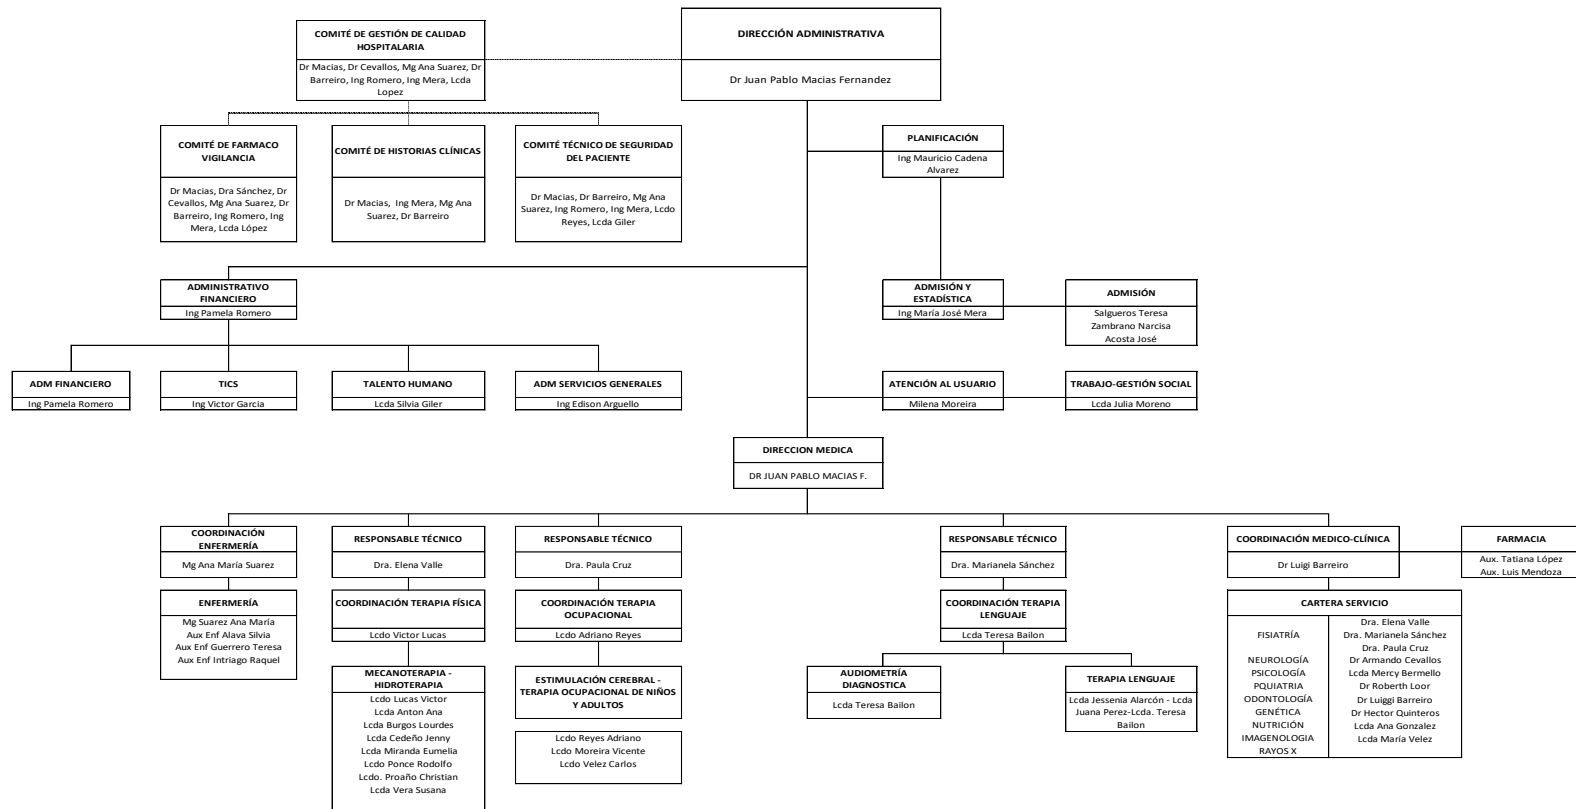 COMITÉ DE GESTIÓN DE CALIDAD
HOSPITALARIA
Dr Macias, Dr Cevallos, Mg Ana Suarez, Dr
Barreiro, Ing Romero, Ing Mera, Lcda
Lopez
DIRECCIÓN ADMINISTRATIVA
Dr Juan Pablo Macias Fernandez
COMITÉ DE FARMACO
VIGILANCIA
Dr Macias, Dra Sánchez, Dr
Cevallos, Mg Ana Suarez, Dr
Barreiro, Ing Romero, Ing
Mera, Lcda López
COMITÉ DE HISTORIAS CLÍNICAS
Dr Macias, Ing Mera, Mg Ana
Suarez, Dr Barreiro
COMITÉ TÉCNICO DE SEGURIDAD
DEL PACIENTE
Dr Macias, Dr Barreiro, Mg Ana
Suarez, Ing Romero, Ing Mera, Lcdo
Reyes, Lcda Giler
PLANIFICACIÓN
Ing Mauricio Cadena
Alvarez
ADMINISTRATIVO
FINANCIERO
Ing Pamela Romero
ADMISIÓN Y
ESTADÍSTICA
Ing María José Mera
ADMISIÓN
Salgueros Teresa
Zambrano Narcisa
Acosta José
ADM FINANCIERO
Ing Pamela Romero
TICS
Ing Victor Garcia
TALENTO HUMANO
Lcda Silvia Giler
ADM SERVICIOS GENERALES
Ing Edison Arguello
ATENCIÓN AL USUARIO
Milena Moreira
TRABAJO-GESTIÓN SOCIAL
Lcda Julia Moreno
DIRECCION MEDICA
DR JUAN PABLO MACIAS F.
COORDINACIÓN
ENFERMERÍA
Mg Ana María Suarez
RESPONSABLE TÉCNICO
Dra. Elena Valle
RESPONSABLE TÉCNICO
Dra. Paula Cruz
RESPONSABLE TÉCNICO
Dra. Marianela Sánchez
COORDINACIÓN MEDICO-CLÍNICA
Dr Luigi Barreiro
FARMACIA
Aux. Tatiana López
Aux. Luis Mendoza
ENFERMERÍA
Mg Suarez Ana María
Aux Enf Alava Silvia
Aux Enf Guerrero Teresa
Aux Enf Intriago Raquel
COORDINACIÓN TERAPIA FÍSICA
Lcdo Victor Lucas
COORDINACIÓN TERAPIA
OCUPACIONAL
Lcdo Adriano Reyes
COORDINACIÓN TERAPIA
LENGUAJE
Lcda Teresa Bailon
CARTERA SERVICIO
FISIATRÍA
NEUROLOGÍA
PSICOLOGÍA
PQUIATRIA
ODONTOLOGÍA
GENÉTICA
NUTRICIÓN
IMAGENOLOGIA
RAYOS X
Dra. Elena Valle
Dra. Marianela Sánchez
Dra. Paula Cruz
Dr Armando Cevallos
Lcda Mercy Bermello
Dr Roberth Loor
Dr Luiggi Barreiro
Dr Hector Quinteros
Lcda Ana Gonzalez
Lcda María Velez
MECANOTERAPIA -
HIDROTERAPIA
Lcdo Lucas Victor
Lcda Anton Ana
Lcda Burgos Lourdes
Lcda Cedeño Jenny
Lcda Miranda Eumelia
Lcdo Ponce Rodolfo
Lcdo. Proaño Christian
Lcda Vera Susana
ESTIMULACIÓN CEREBRAL -
TERAPIA OCUPACIONAL DE NIÑOS
Y ADULTOS
Lcdo Reyes Adriano
Lcdo Moreira Vicente
Lcdo Velez Carlos
AUDIOMETRÍA
DIAGNOSTICA
Lcda Teresa Bailon
TERAPIA LENGUAJE
Lcda Jessenia Alarcón - Lcda
Juana Perez-Lcda. Teresa
Bailon